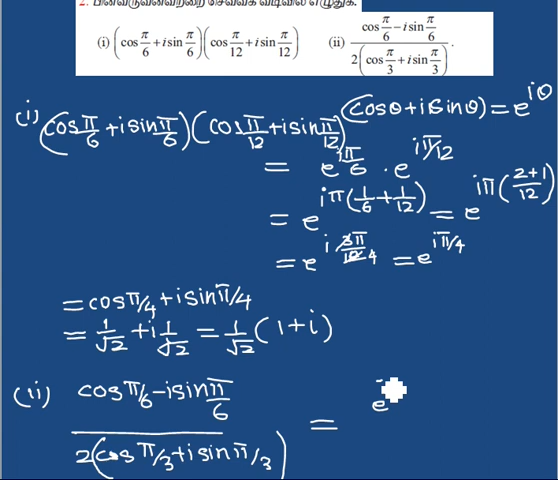 2. பின்வருவனவற்றை செவ்வக வடிவில் எழுதுக.
(i) (cos π/6 + i sin π/6)(cos π/12 + i sin π/12) (ii) (cos π/6 − i sin π/6) / 2(cos π/3 + i sin π/3).
(i) (cos π/6 + i sin π/6)(cos π/12 + i sin π/12) (cosθ + i sinθ) = e^{iθ}
= e^{iπ/6} · e^{iπ/12}
= e^{iπ(1/6 + 1/12)} = e^{iπ((2+1)/12)}
= e^{i 3π/12 4} = e^{iπ/4}
= cos π/4 + i sin π/4
= 1/√2 + i 1/√2 = 1/√2 (1 + i)
(ii) (cos π/6 − i sin π/6) / 2(cos π/3 + i sin π/3) = e